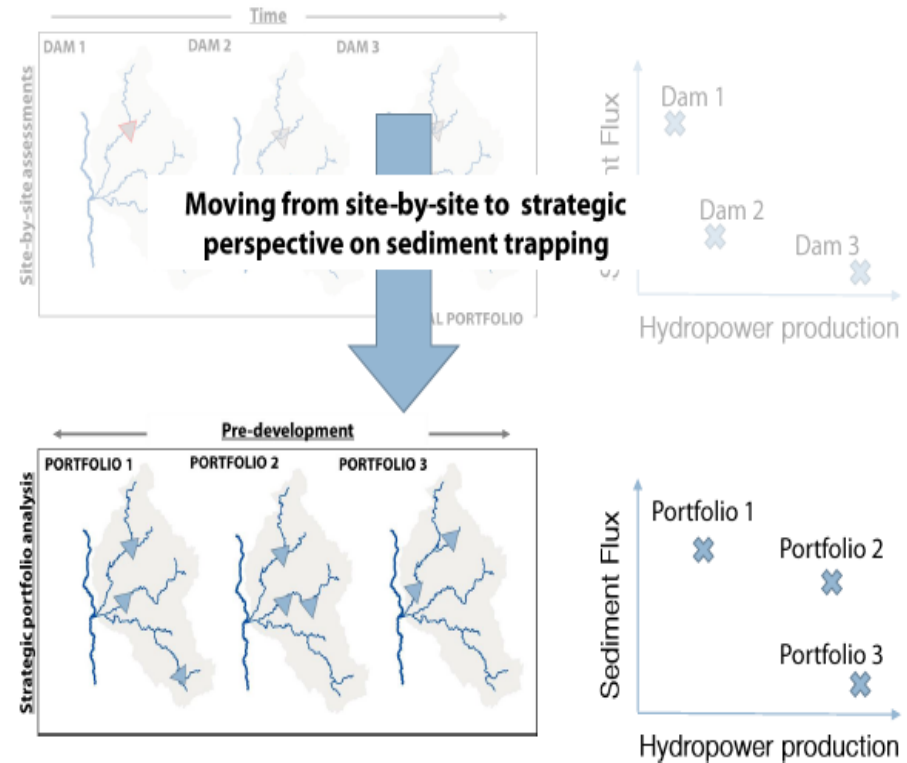 Time
DAM 1
DAM 2
DAM 3
Site-by-site assessments
Dam 1
Dam 2
Dam 3
Flux
Hydropower production
Moving from site-by-site to strategic
perspective on sediment trapping
PORTFOLIO
Pre-development
PORTFOLIO 1
PORTFOLIO 2
PORTFOLIO 3
Strategic portfolio analysis
Portfolio 1
Portfolio 2
Portfolio 3
Sediment Flux
Hydropower production